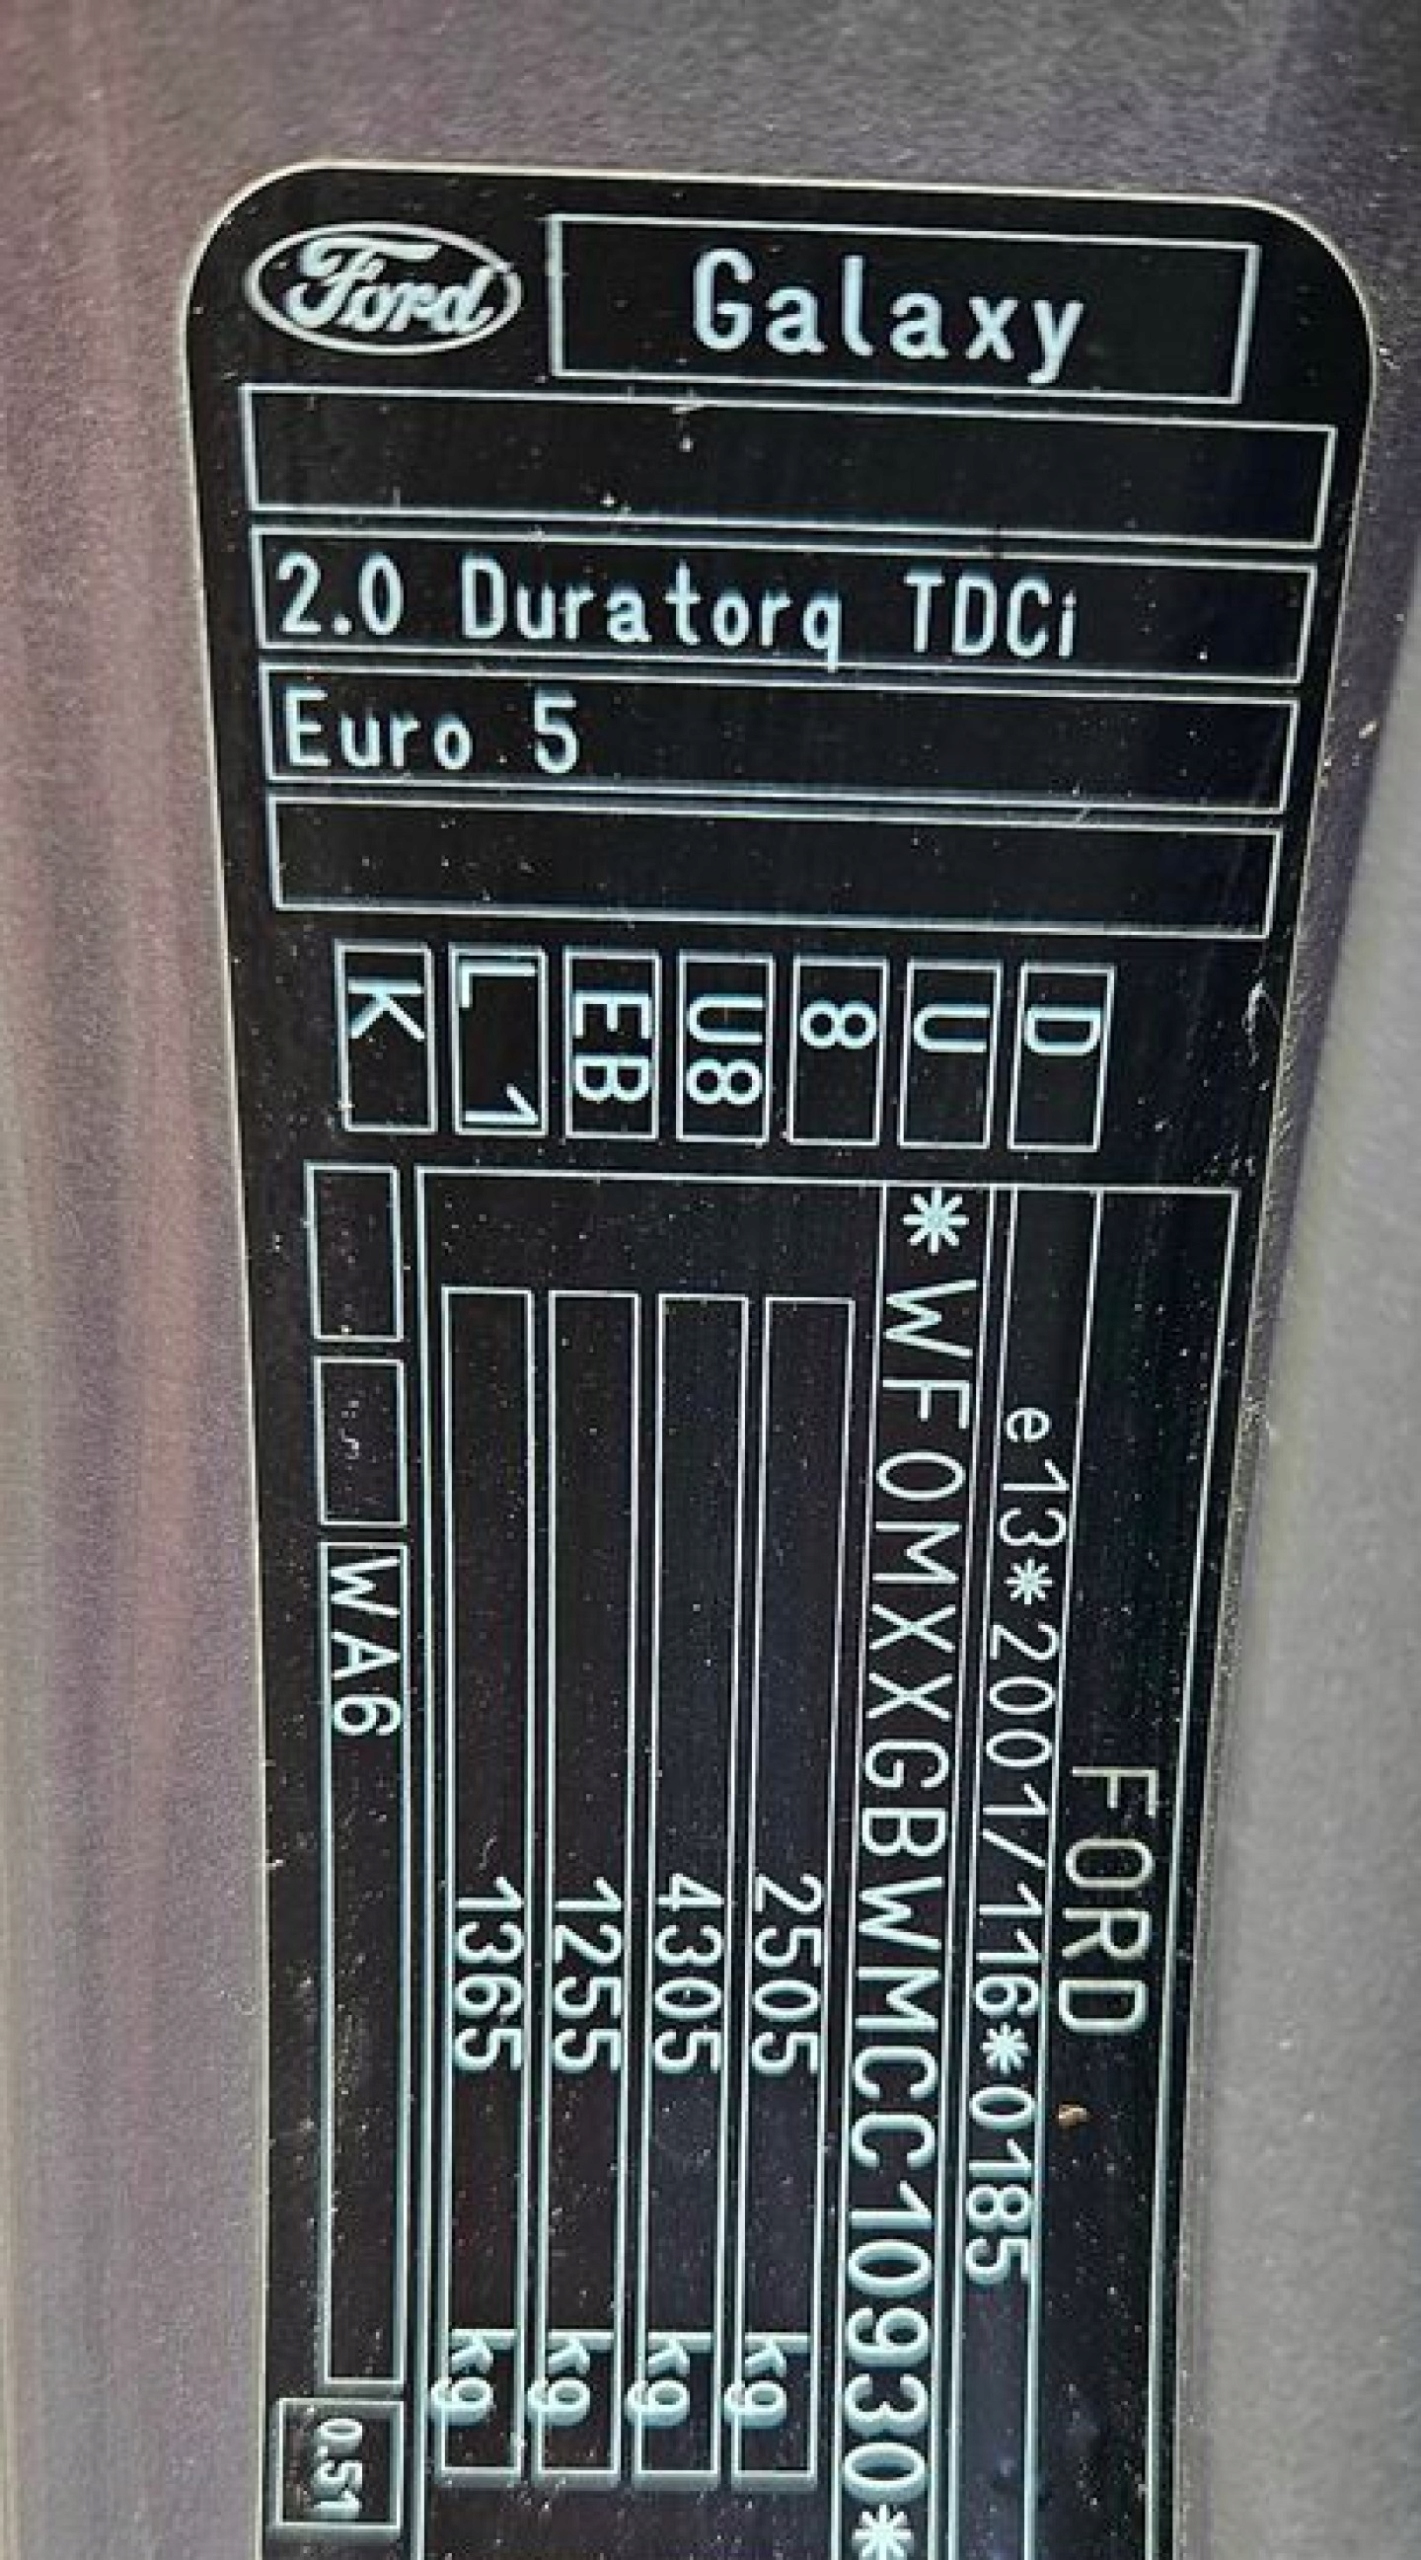 Ford
Galaxy
2.0 Duratorq TDCi
Euro 5
D
U
8
U8
EB
L 1
K
FORD
e13*2001/116*0185
*WF0MXXGBWMCC10930*
2505 kg
4305 kg
1255 kg
1365 kg
WA6
0.51